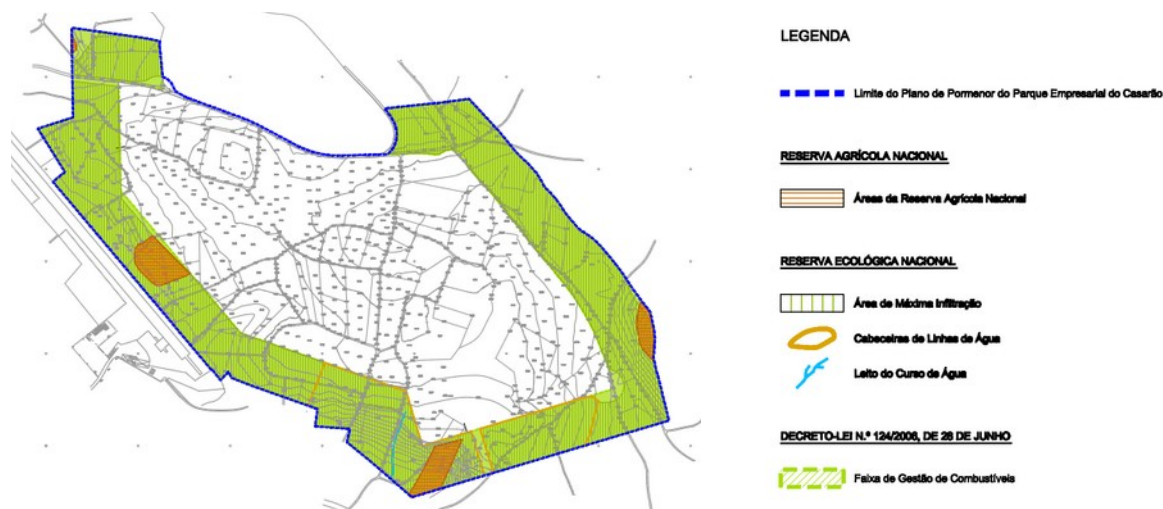 LEGENDA
Limite do Plano de Pormenor do Parque Empresarial do Casarão
RESERVA AGRÍCOLA NACIONAL
Áreas da Reserva Agrícola Nacional
RESERVA ECOLÓGICA NACIONAL
Área de Máxima Infiltração
Cabeceiras de Linhas de Água
Leito do Curso de Água
DECRETO-LEI N.º 124/2006, DE 28 DE JUNHO
Faixa de Gestão de Combustíveis